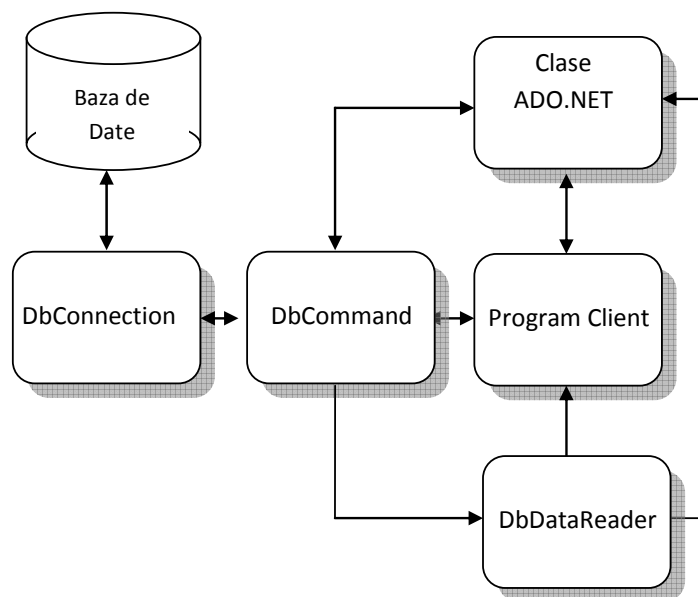 Baza de
Date
Clase
ADO.NET
DbConnection
DbCommand
Program Client
DbDataReader